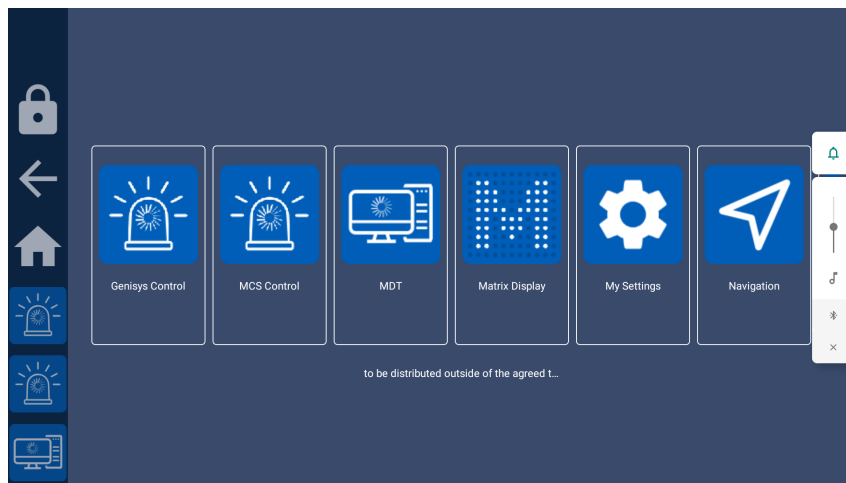 Genisys Control
MCS Control
MDT
Matrix Display
My Settings
Navigation
to be distributed outside of the agreed t...